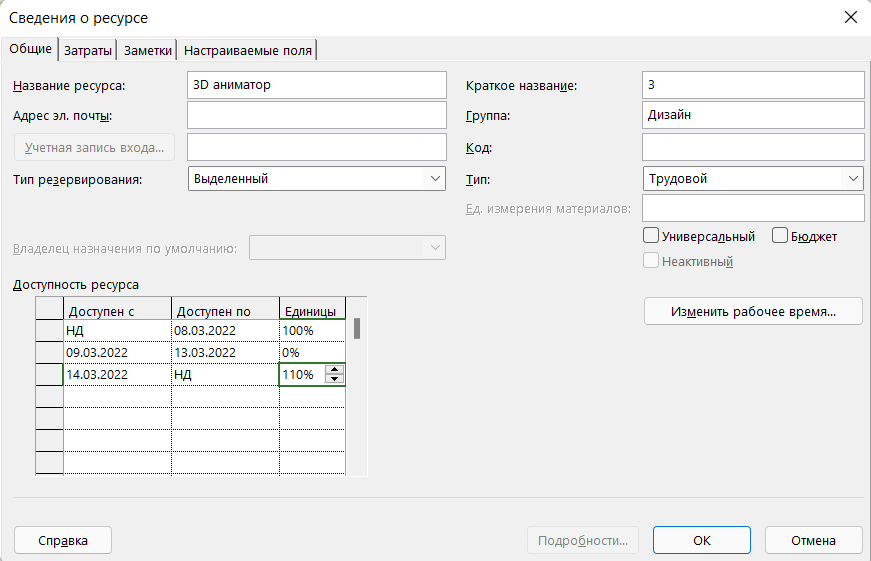 Сведения о ресурсе
Общие Затраты Заметки Настраиваемые поля
Название ресурса: 3D аниматор Краткое название: 3
Адрес эл. почты: Группа: Дизайн
Учетная запись входа... Код:
Тип резервирования: Выделенный Тип: Трудовой
Ед. измерения материалов:
Универсальный Бюджет
Владелец назначения по умолчанию: Неактивный
Доступность ресурса
Доступен с Доступен по Единицы Изменить рабочее время...
НД 08.03.2022 100%
09.03.2022 13.03.2022 0%
14.03.2022 НД 110%
Справка Подробности... ОК Отмена